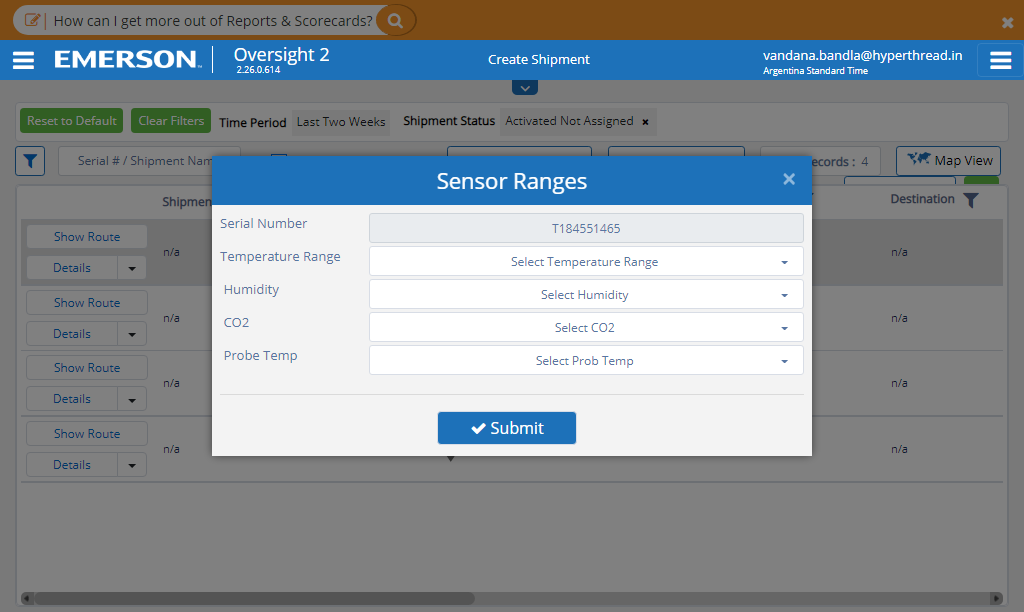 How can I get more out of Reports & Scorecards?
EMERSON
Oversight 2
2.26.0.614
Create Shipment
vandana.bandla@hyperthread.in
Argentina Standard Time
Reset to Default
Clear Filters
Time Period
Last Two Weeks
Shipment Status
Activated Not Assigned
Serial # / Shipment Nam
ecords : 4
Map View
Shipmen
Destination
Sensor Ranges
Serial Number
T184551465
Temperature Range
Select Temperature Range
Humidity
Select Humidity
CO2
Select CO2
Probe Temp
Select Prob Temp
Submit
Show Route
n/a
n/a
Details
Show Route
n/a
n/a
Details
Show Route
n/a
n/a
Details
Show Route
n/a
n/a
Details